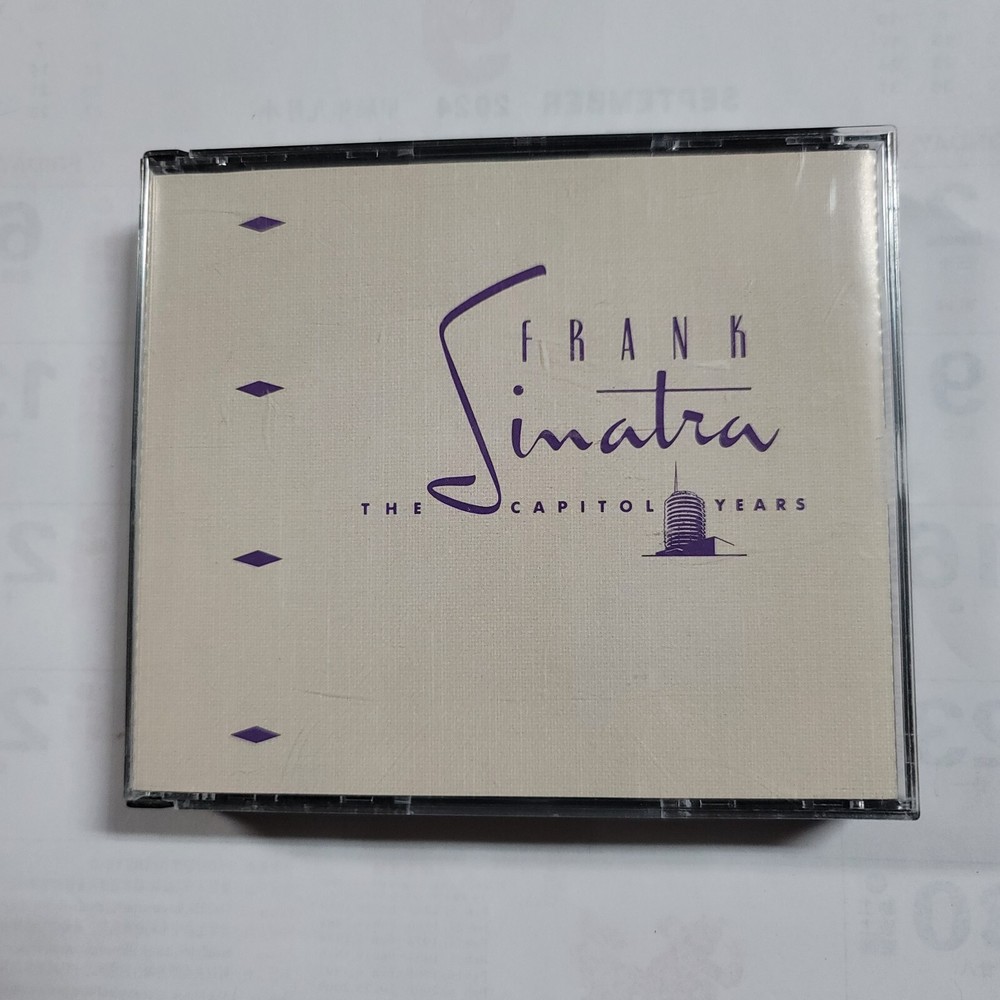 SEPTEMBER 2024
FRANK
Sinatra
THE CAPITOL YEARS